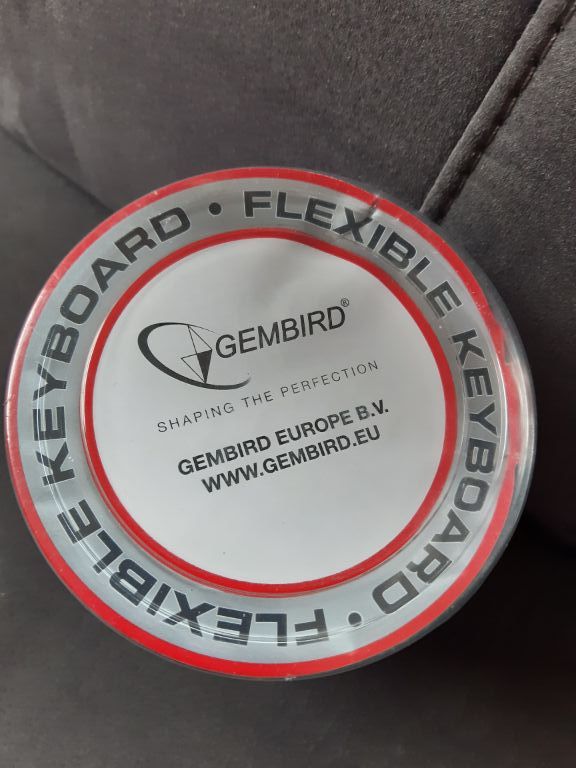 FLEXIBLE KEYBOARD • FLEXIBLE KEYBOARD •
GEMBIRD®
SHAPING THE PERFECTION
GEMBIRD EUROPE B.V.
WWW.GEMBIRD.EU